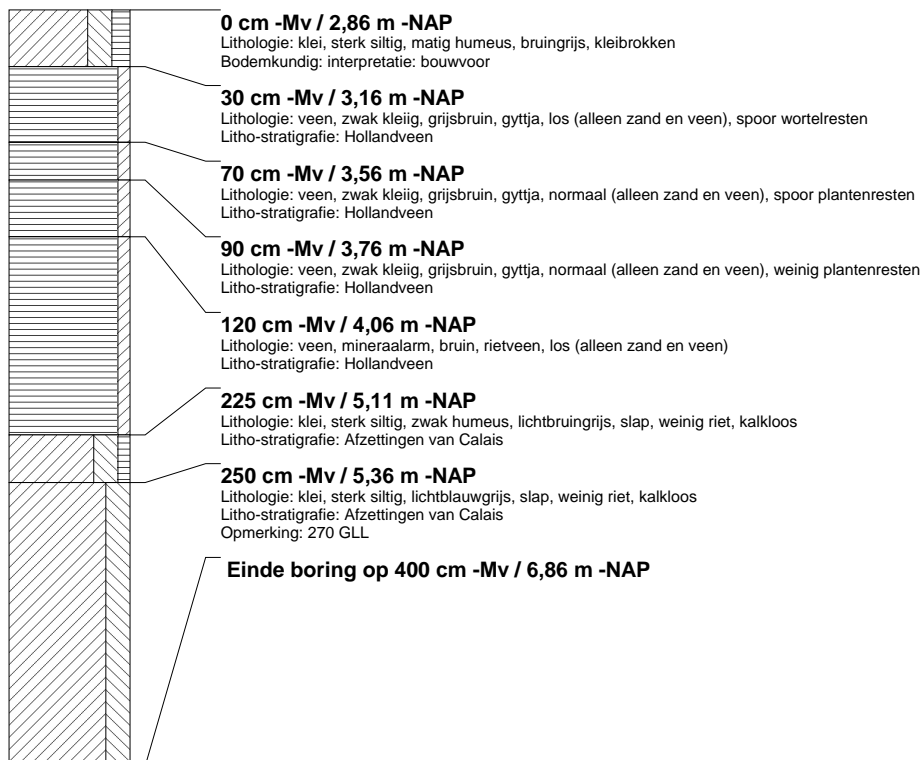 0 cm -Mv / 2,86 m -NAP
Lithologie: klei, sterk siltig, matig humeus, bruingrijs, kleibrokken
Bodemkundig: interpretatie: bouwvoor
30 cm -Mv / 3,16 m -NAP
Lithologie: veen, zwak kleiig, grijsbruin, gyttja, los (alleen zand en veen), spoor wortelresten
Litho-stratigrafie: Hollandveen
70 cm -Mv / 3,56 m -NAP
Lithologie: veen, zwak kleiig, grijsbruin, gyttja, normaal (alleen zand en veen), spoor plantenresten
Litho-stratigrafie: Hollandveen
90 cm -Mv / 3,76 m -NAP
Lithologie: veen, zwak kleiig, grijsbruin, gyttja, normaal (alleen zand en veen), weinig plantenresten
Litho-stratigrafie: Hollandveen
120 cm -Mv / 4,06 m -NAP
Lithologie: veen, mineraalarm, bruin, rietveen, los (alleen zand en veen)
Litho-stratigrafie: Hollandveen
225 cm -Mv / 5,11 m -NAP
Lithologie: klei, sterk siltig, zwak humeus, lichtbruingrijs, slap, weinig riet, kalkloos
Litho-stratigrafie: Afzettingen van Calais
250 cm -Mv / 5,36 m -NAP
Lithologie: klei, sterk siltig, lichtblauwgrijs, slap, weinig riet, kalkloos
Litho-stratigrafie: Afzettingen van Calais
Opmerking: 270 GLL
Einde boring op 400 cm -Mv / 6,86 m -NAP